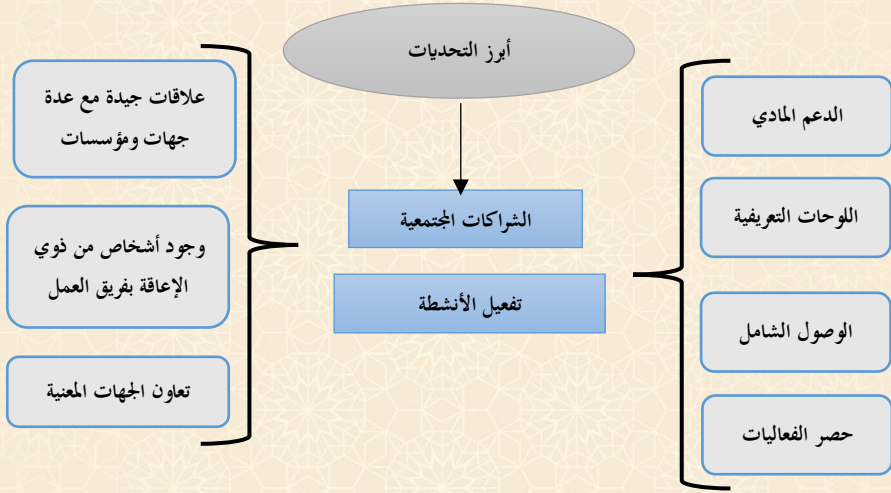 أبرز التحديات
الدعم المادي
اللوحات التعريفية
الوصول الشامل
حصر الفعاليات
الشراكات المجتمعية
تفعيل الأنشطة
علاقات جيدة مع عدة
جهات ومؤسسات
وجود أشخاص من ذوي
الإعاقة بفريق العمل
تعاون الجهات المعنية